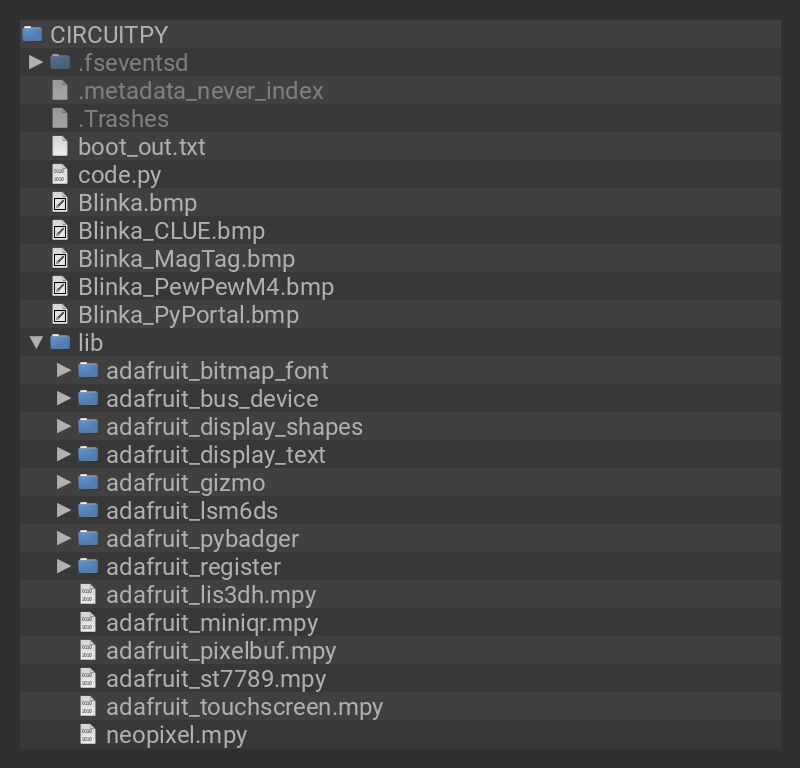 CIRCUITPY
.fseventsd
.metadata_never_index
.Trashes
boot_out.txt
code.py
Blinka.bmp
Blinka_CLUE.bmp
Blinka_MagTag.bmp
Blinka_PewPewM4.bmp
Blinka_PyPortal.bmp
lib
adafruit_bitmap_font
adafruit_bus_device
adafruit_display_shapes
adafruit_display_text
adafruit_gizmo
adafruit_lsm6ds
adafruit_pybadger
adafruit_register
adafruit_lis3dh.mpy
adafruit_miniqr.mpy
adafruit_pixelbuf.mpy
adafruit_st7789.mpy
adafruit_touchscreen.mpy
neopixel.mpy